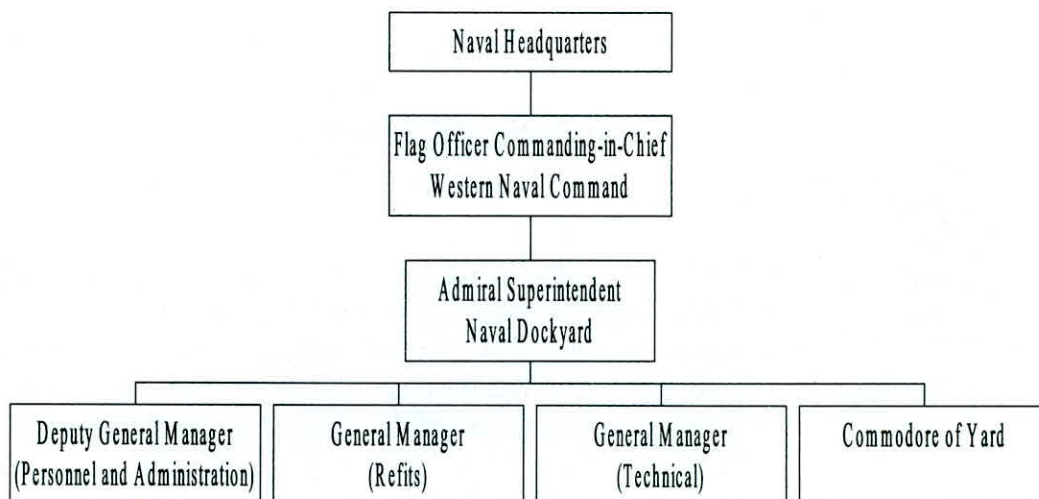 Naval Headquarters
Flag Officer Commanding-in-Chief
Western Naval Command
Admiral Superintendent
Naval Dockyard
Deputy General Manager
(Personnel and Administration)
General Manager
(Refits)
General Manager
(Technical)
Commodore of Yard